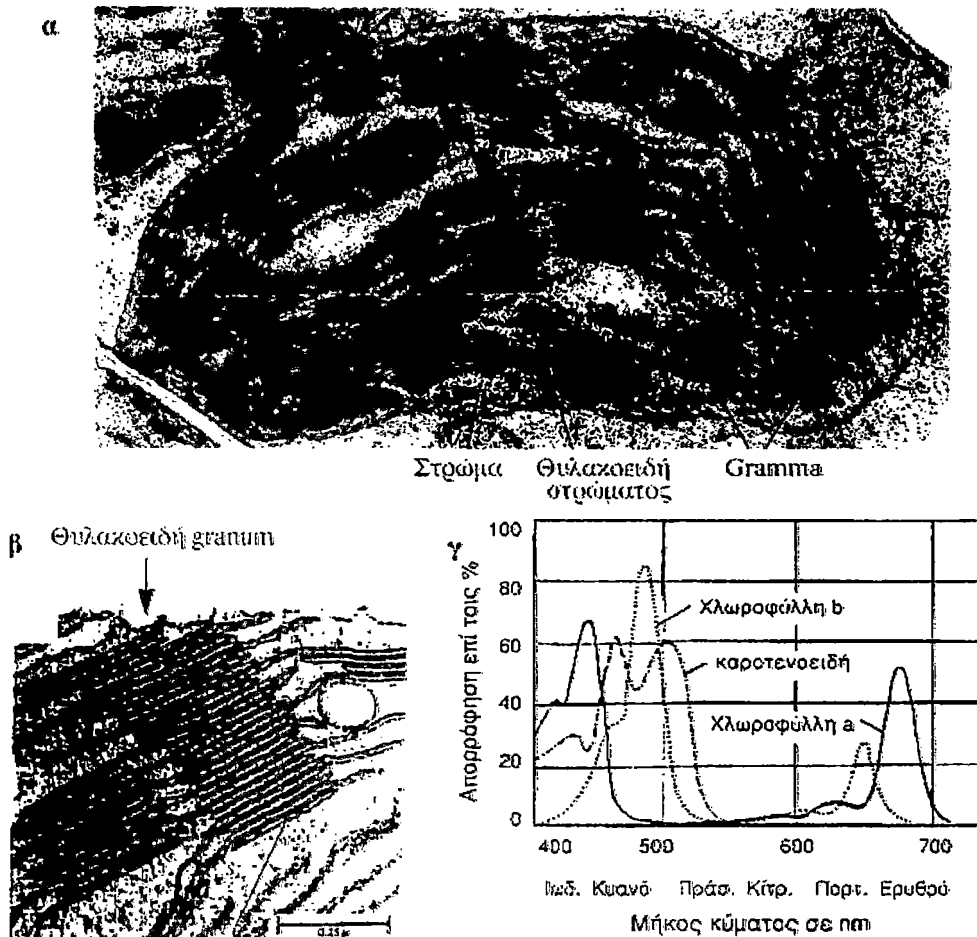 α
Στρώμα Θυλακοειδή στρώματος Gramma
β Θυλακοειδή granum
γ
Απορρόφηση επί τοις %
100
80
60
40
20
0
Χλωροφύλλη b
καροτενοειδή
Χλωροφύλλη a
400 500 600 700
Ιωδ. Κυανό Πράσ. Κίτρ. Πορτ. Ερυθρό
Μήκος κύματος σε nm